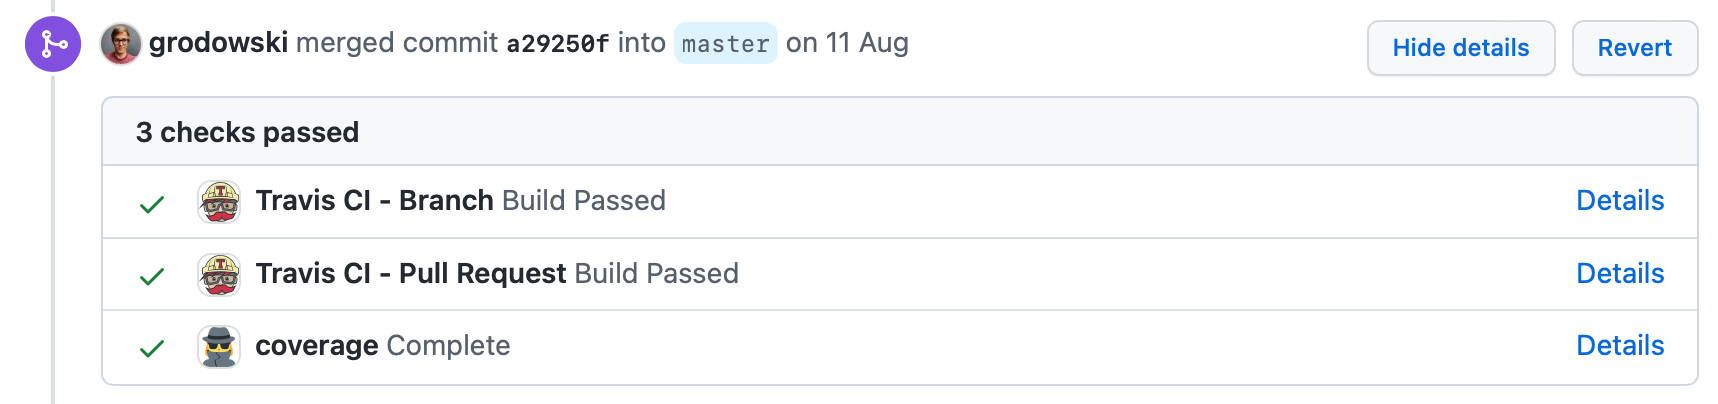 grodowski merged commit a29250f into master on 11 Aug
Hide details
Revert
3 checks passed
Travis CI - Branch Build Passed
Details
Travis CI - Pull Request Build Passed
Details
coverage Complete
Details